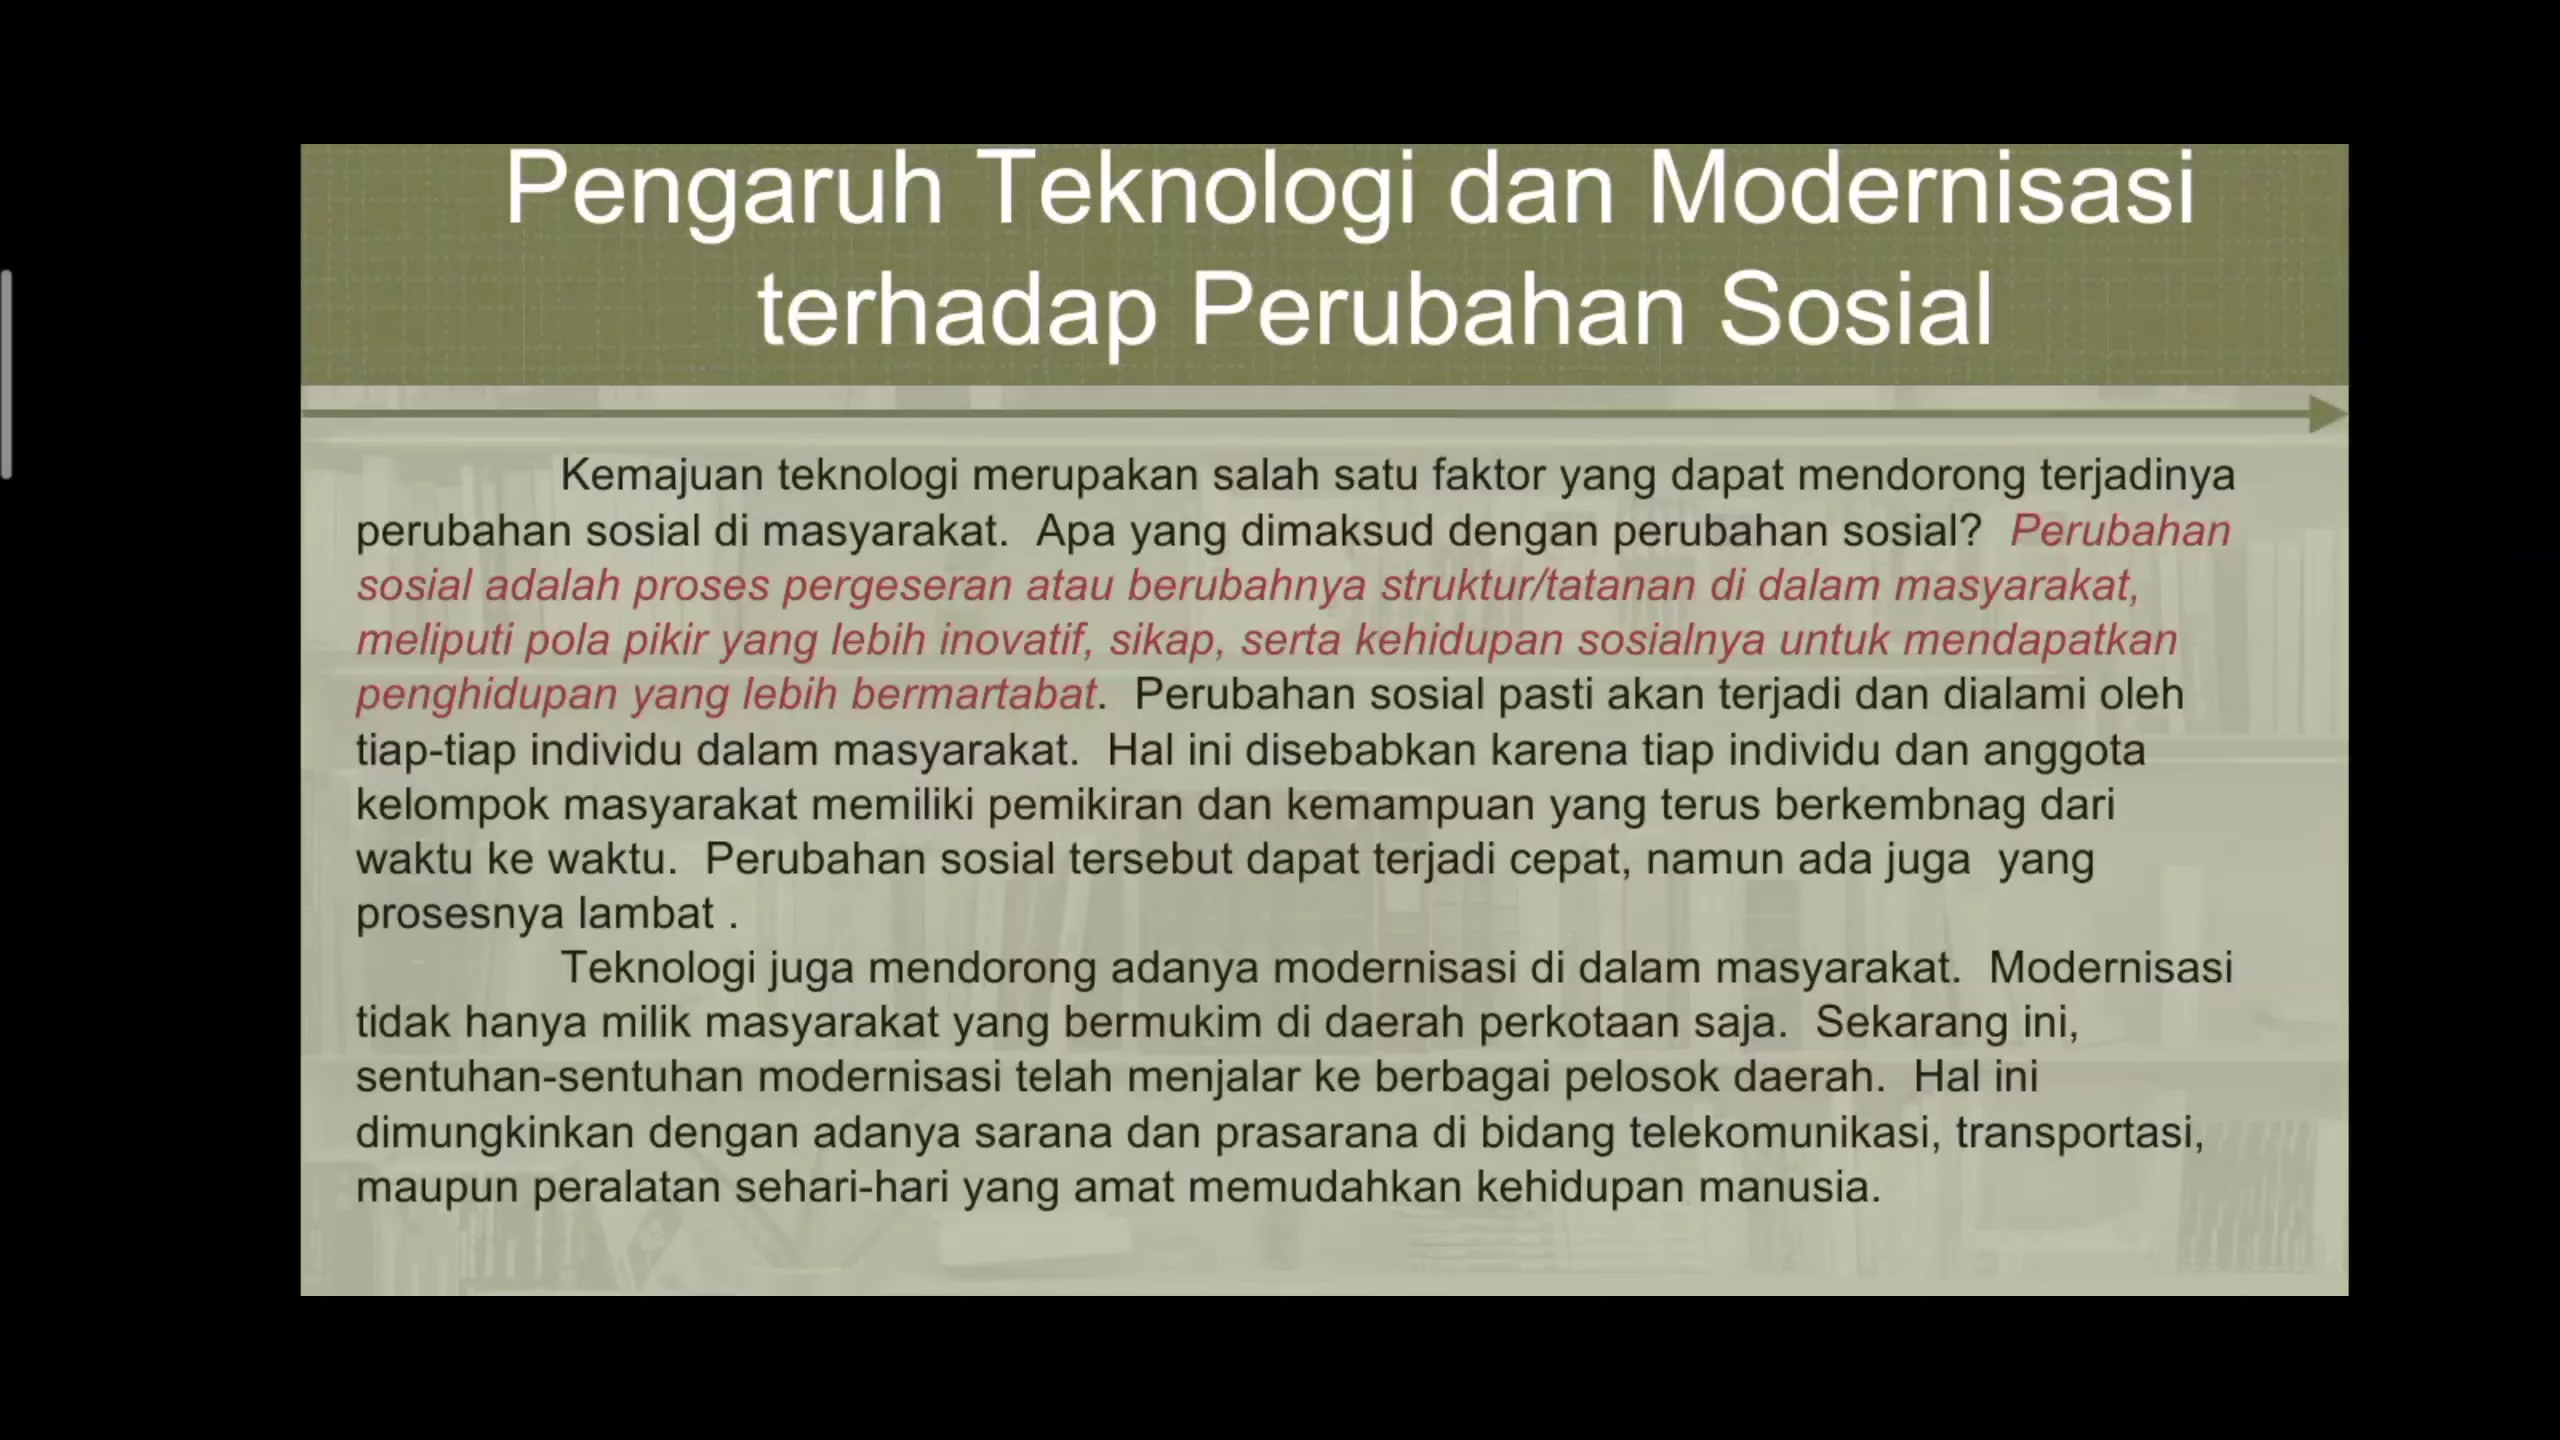 Pengaruh Teknologi dan Modernisasi
terhadap Perubahan Sosial
Kemajuan teknologi merupakan salah satu faktor yang dapat mendorong terjadinya
perubahan sosial di masyarakat.  Apa yang dimaksud dengan perubahan sosial?  Perubahan
sosial adalah proses pergeseran atau berubahnya struktur/tatanan di dalam masyarakat,
meliputi pola pikir yang lebih inovatif, sikap, serta kehidupan sosialnya untuk mendapatkan
penghidupan yang lebih bermartabat.  Perubahan sosial pasti akan terjadi dan dialami oleh
tiap-tiap individu dalam masyarakat.  Hal ini disebabkan karena tiap individu dan anggota
kelompok masyarakat memiliki pemikiran dan kemampuan yang terus berkembnag dari
waktu ke waktu.  Perubahan sosial tersebut dapat terjadi cepat, namun ada juga  yang
prosesnya lambat .
Teknologi juga mendorong adanya modernisasi di dalam masyarakat.  Modernisasi
tidak hanya milik masyarakat yang bermukim di daerah perkotaan saja.  Sekarang ini,
sentuhan-sentuhan modernisasi telah menjalar ke berbagai pelosok daerah.  Hal ini
dimungkinkan dengan adanya sarana dan prasarana di bidang telekomunikasi, transportasi,
maupun peralatan sehari-hari yang amat memudahkan kehidupan manusia.